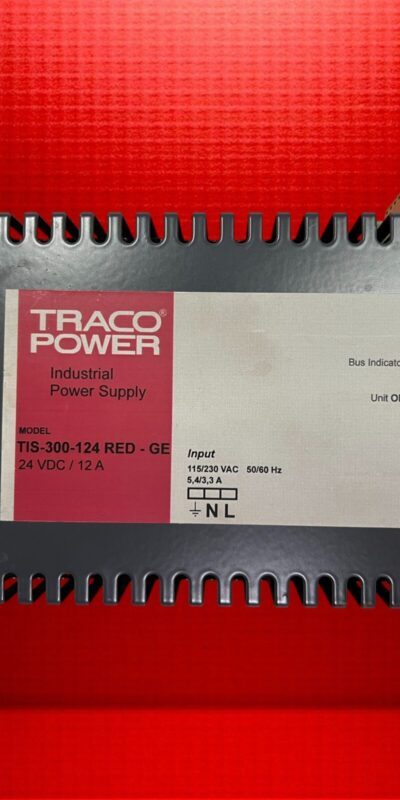 TRACO®
POWER
Industrial
Power Supply
MODEL
TIS-300-124 RED - GE
24 VDC / 12 A
Input
115/230 VAC 50/60 Hz
5,4/3,3 A
N L
Bus Indicato
Unit O